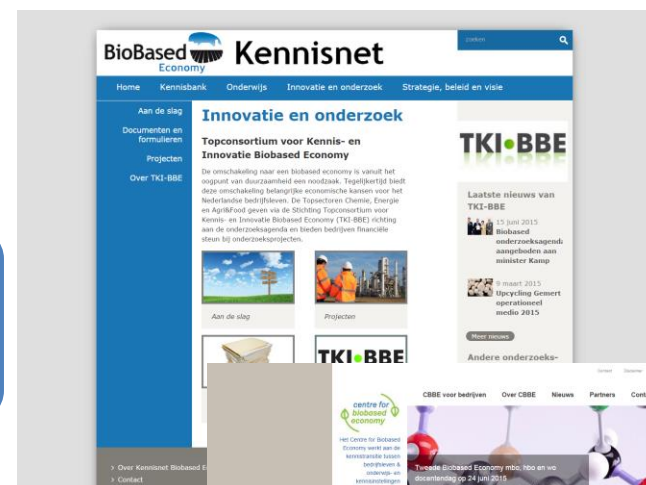 BioBased
Economy
Kennisnet
zoeken
Home Kennisbank Onderwijs Innovatie en onderzoek Strategie, beleid en visie
Aan de slag
Documenten en
formulieren
Projecten
Over TKI-BBE
Innovatie en onderzoek
Topconsortium voor Kennis- en
Innovatie Biobased Economy
De omschakeling naar een biobased economy is vanuit het
oogpunt van duurzaamheid een noodzaak. Tegelijkertijd biedt
deze omschakeling belangrijke economische kansen voor het
Nederlandse bedrijfsleven. De Topsectoren Chemie, Energie
en Agri&Food geven via de Stichting Topconsortium voor
Kennis- en Innovatie Biobased Economy (TKI-BBE) richting
aan de onderzoeksagenda en bieden bedrijven financiële
steun bij onderzoeksprojecten.
Aan de slag
Projecten
TKI-BBE
TKI•BBE
Laatste nieuws van
TKI-BBE
15 juni 2015
Biobased
onderzoeksagenda
aangeboden aan
minister Kamp
9 maart 2015
Upcycling Gemert
operationeel
medio 2015
Meer nieuws
Andere onderzoeks-
> Over Kennisnet Biobased E
> Contact
Contact Disclaimer
CBBE voor bedrijven Over CBBE Nieuws Partners Cont
centre for
biobased
economy
Het Centre for Biobased
Economy werkt aan de
kennistransitie tussen
bedrijfsleven &
onderwijs- en
kennisinstellingen
Tweede Biobased Economy mbo, hbo en wo
docentendag op 24 juni 2015